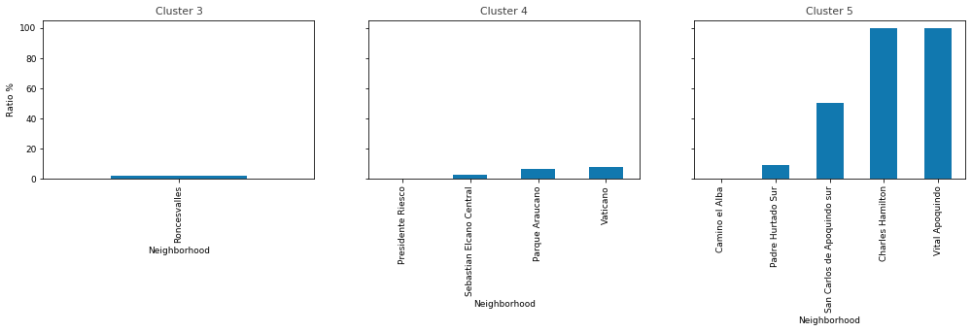 Cluster 3
Ratio %
100
80
60
40
20
0
Roncesvalles
Neighborhood
Cluster 4
Presidente Riesco
Sebastian Elcano Central
Parque Araucano
Vaticano
Neighborhood
Cluster 5
Camino el Alba
Padre Hurtado Sur
San Carlos de Apoquindo sur
Charles Hamilton
Vital Apoquindo
Neighborhood